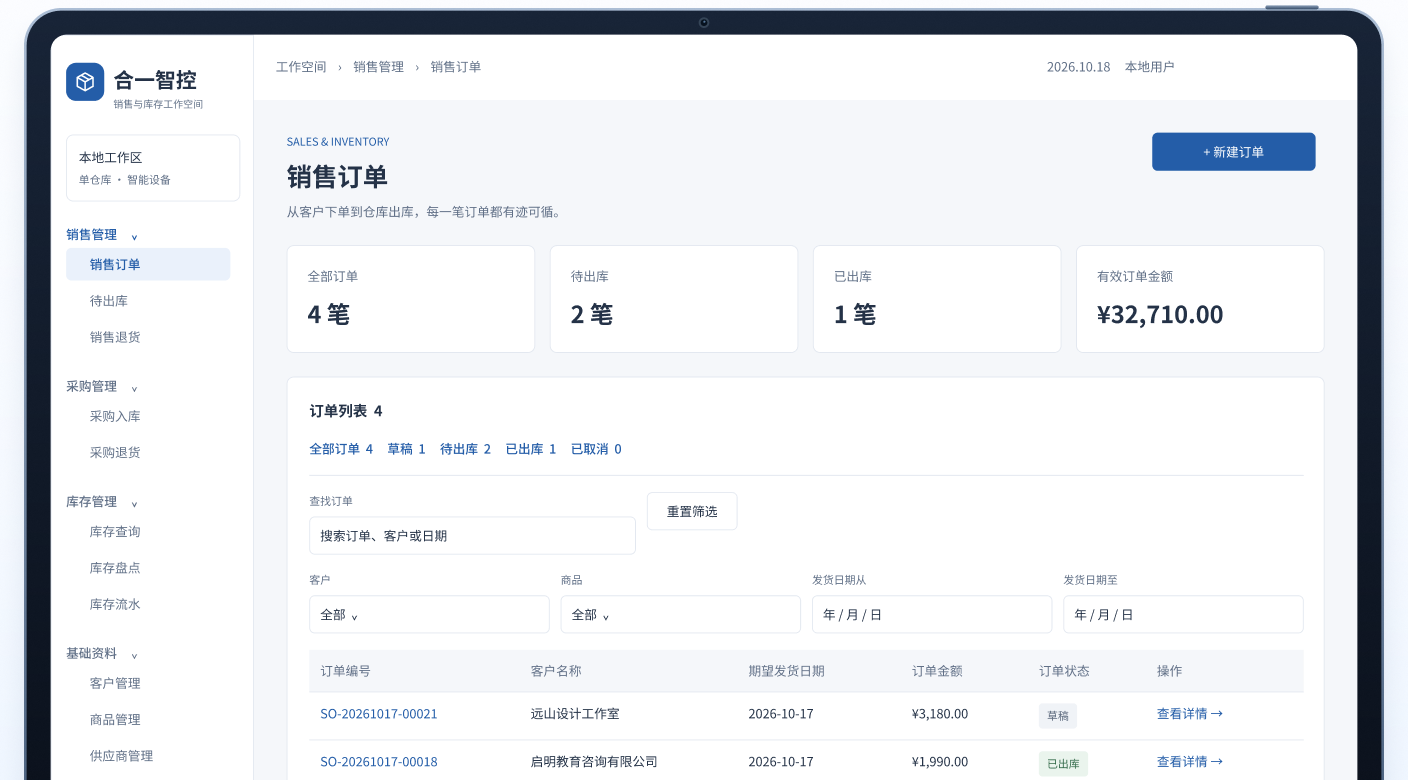 合一智控
销售与库存工作空间
本地工作区
单仓库 · 智能设备
销售管理
销售订单
待出库
销售退货
采购管理
采购入库
采购退货
库存管理
库存查询
库存盘点
库存流水
基础资料
客户管理
商品管理
供应商管理
工作空间 › 销售管理 › 销售订单
2026.10.18 本地用户
SALES & INVENTORY
销售订单
从客户下单到仓库出库，每一笔订单都有迹可循。
+ 新建订单
全部订单 待出库 已出库 有效订单金额
4 笔 2 笔 1 笔 ¥32,710.00
订单列表 4
全部订单 4 草稿 1 待出库 2 已出库 1 已取消 0
查找订单
搜索订单、客户或日期
重置筛选
客户 商品 发货日期从 发货日期至
全部 全部 年 / 月 / 日 年 / 月 / 日
订单编号 客户名称 期望发货日期 订单金额 订单状态 操作
SO-20261017-00021 远山设计工作室 2026-10-17 ¥3,180.00 草稿 查看详情 →
SO-20261017-00018 启明教育咨询有限公司 2026-10-17 ¥1,990.00 已出库 查看详情 →